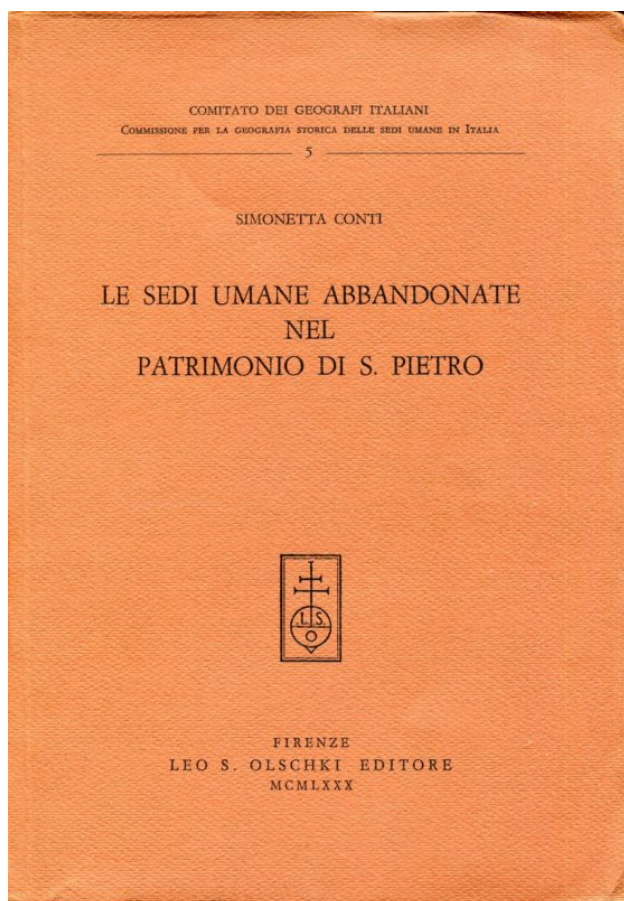 COMITATO DEI GEOGRAFI ITALIANI
COMMISSIONE PER LA GEOGRAFIA STORICA DELLE SEDI UMANE IN ITALIA
5
SIMONETTA CONTI
LE SEDI UMANE ABBANDONATE
NEL
PATRIMONIO DI S. PIETRO
L. S.
O
FIRENZE
LEO S. OLSCHKI EDITORE
MCMLXXX